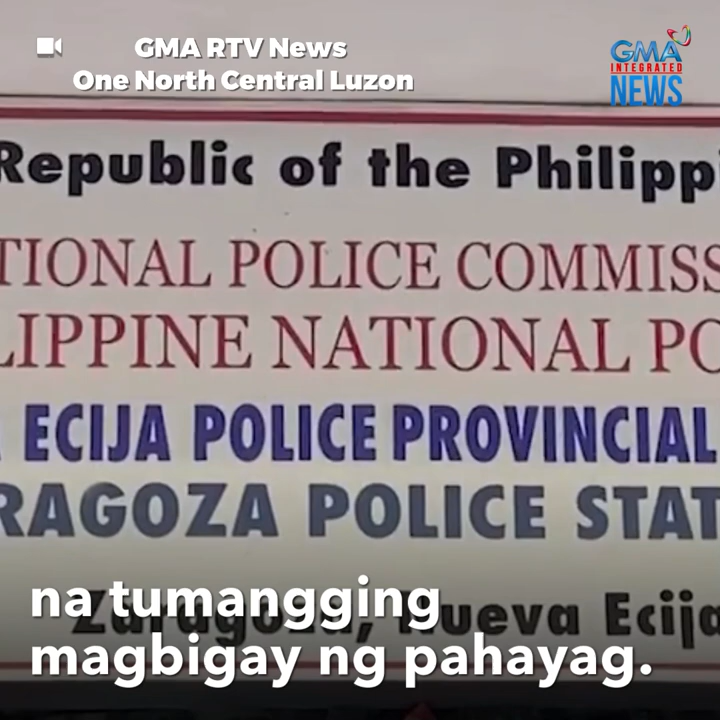 GMA RTV News
One North Central Luzon
GMA
INTEGRATED
NEWS
Republic of the Philippi
TIONAL POLICE COMMISS
LIPPINE NATIONAL PO
ECIJA POLICE PROVINCIAL
RAGOZA POLICE STAT
Zaragoza, Nueva Ecija
na tumangging
magbigay ng pahayag.